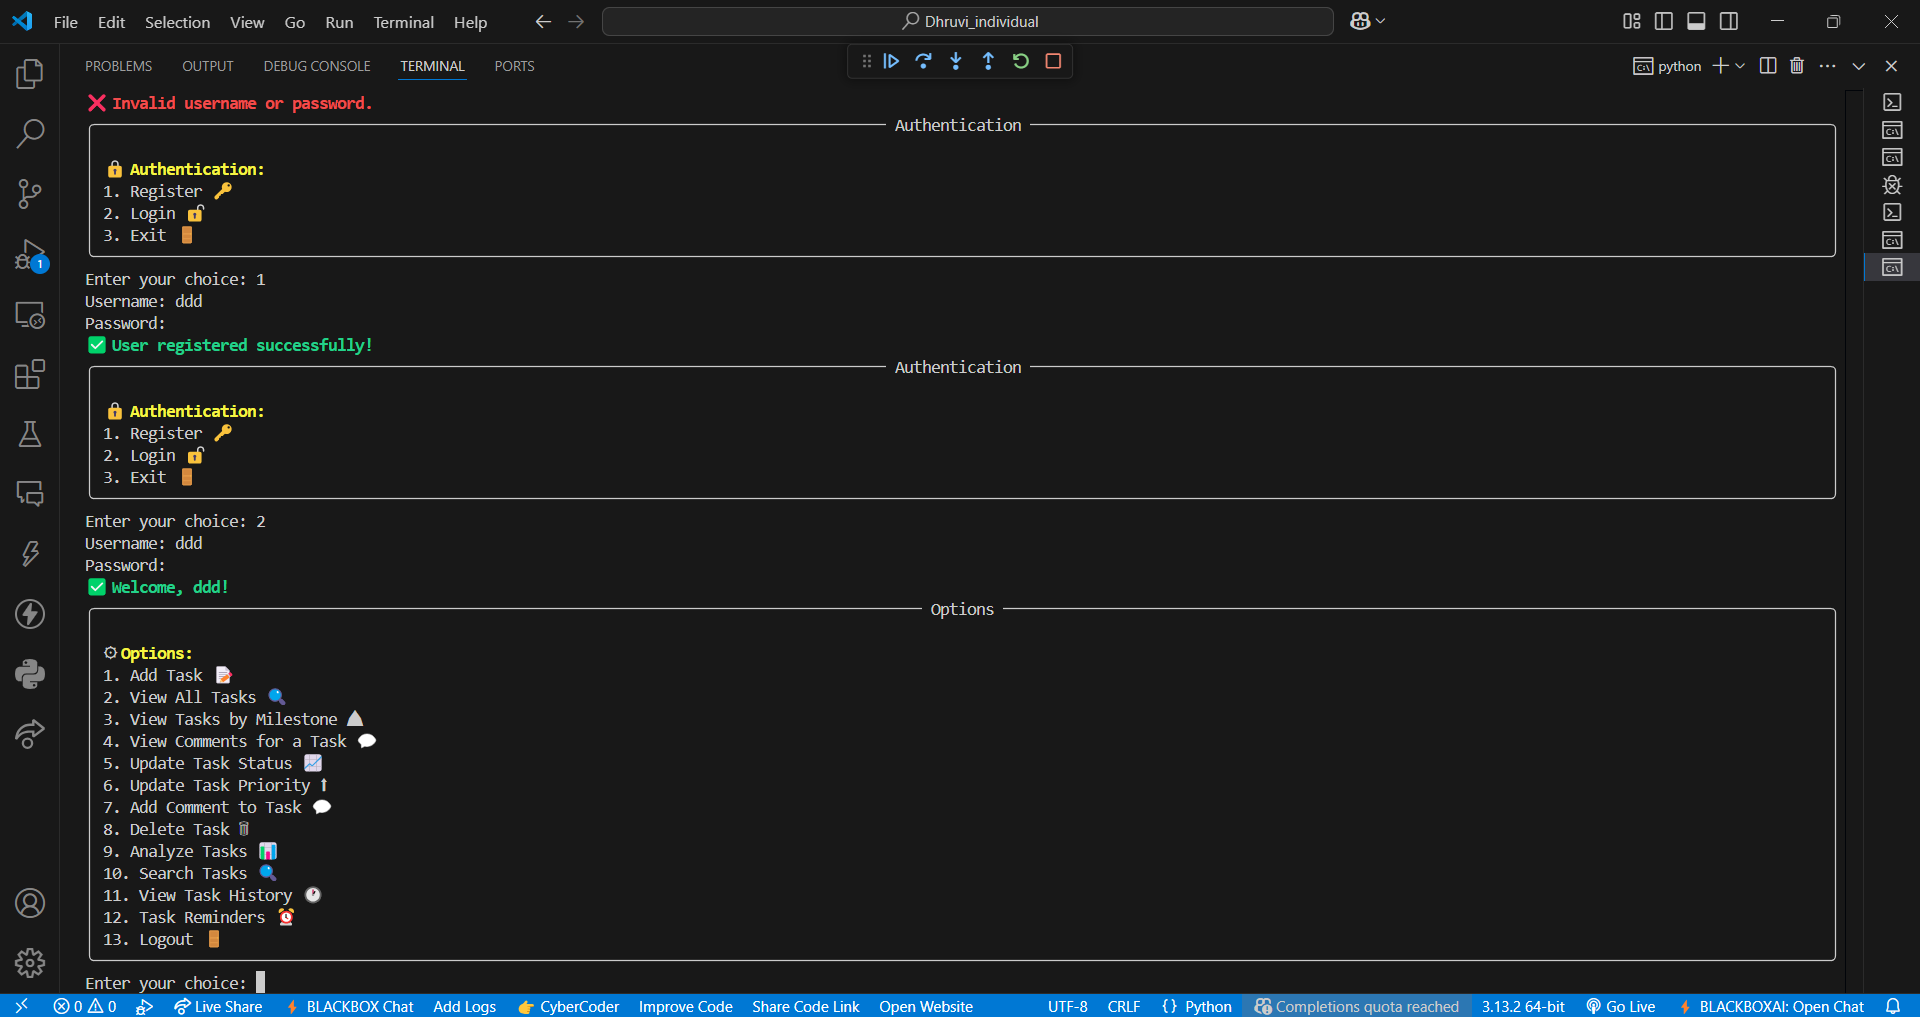 File Edit Selection View Go Run Terminal Help
Dhruvi_individual
PROBLEMS OUTPUT DEBUG CONSOLE TERMINAL PORTS
python
❌ Invalid username or password.
Authentication
🔒 Authentication:
1. Register 🔑
2. Login 🔓
3. Exit 🚪
Enter your choice: 1
Username: ddd
Password:
✅ User registered successfully!
Authentication
🔒 Authentication:
1. Register 🔑
2. Login 🔓
3. Exit 🚪
Enter your choice: 2
Username: ddd
Password:
✅ Welcome, ddd!
Options
⚙ Options:
1. Add Task 📝
2. View All Tasks 🔍
3. View Tasks by Milestone
4. View Comments for a Task 💬
5. Update Task Status 📈
6. Update Task Priority ⬆
7. Add Comment to Task 💬
8. Delete Task 🗑
9. Analyze Tasks 📊
10. Search Tasks 🔍
11. View Task History 🕐
12. Task Reminders ⏰
13. Logout 🚪
Enter your choice:
1
0 0 Live Share BLACKBOX Chat Add Logs 👉 CyberCoder Improve Code Share Code Link Open Website UTF-8 CRLF {} Python Completions quota reached 3.13.2 64-bit Go Live BLACKBOXAI: Open Chat